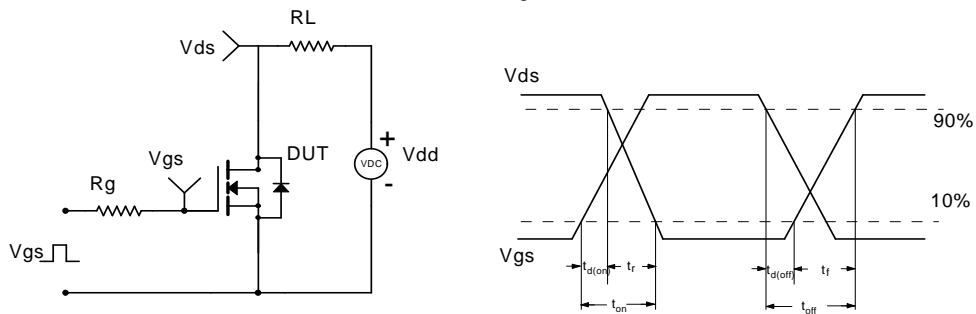 RL
Vds
Vgs
DUT
VDC
+
-
Vdd
Rg
Vgs
Vds
90%
10%
Vgs
td(on)
tr
td(off)
tf
ton
toff